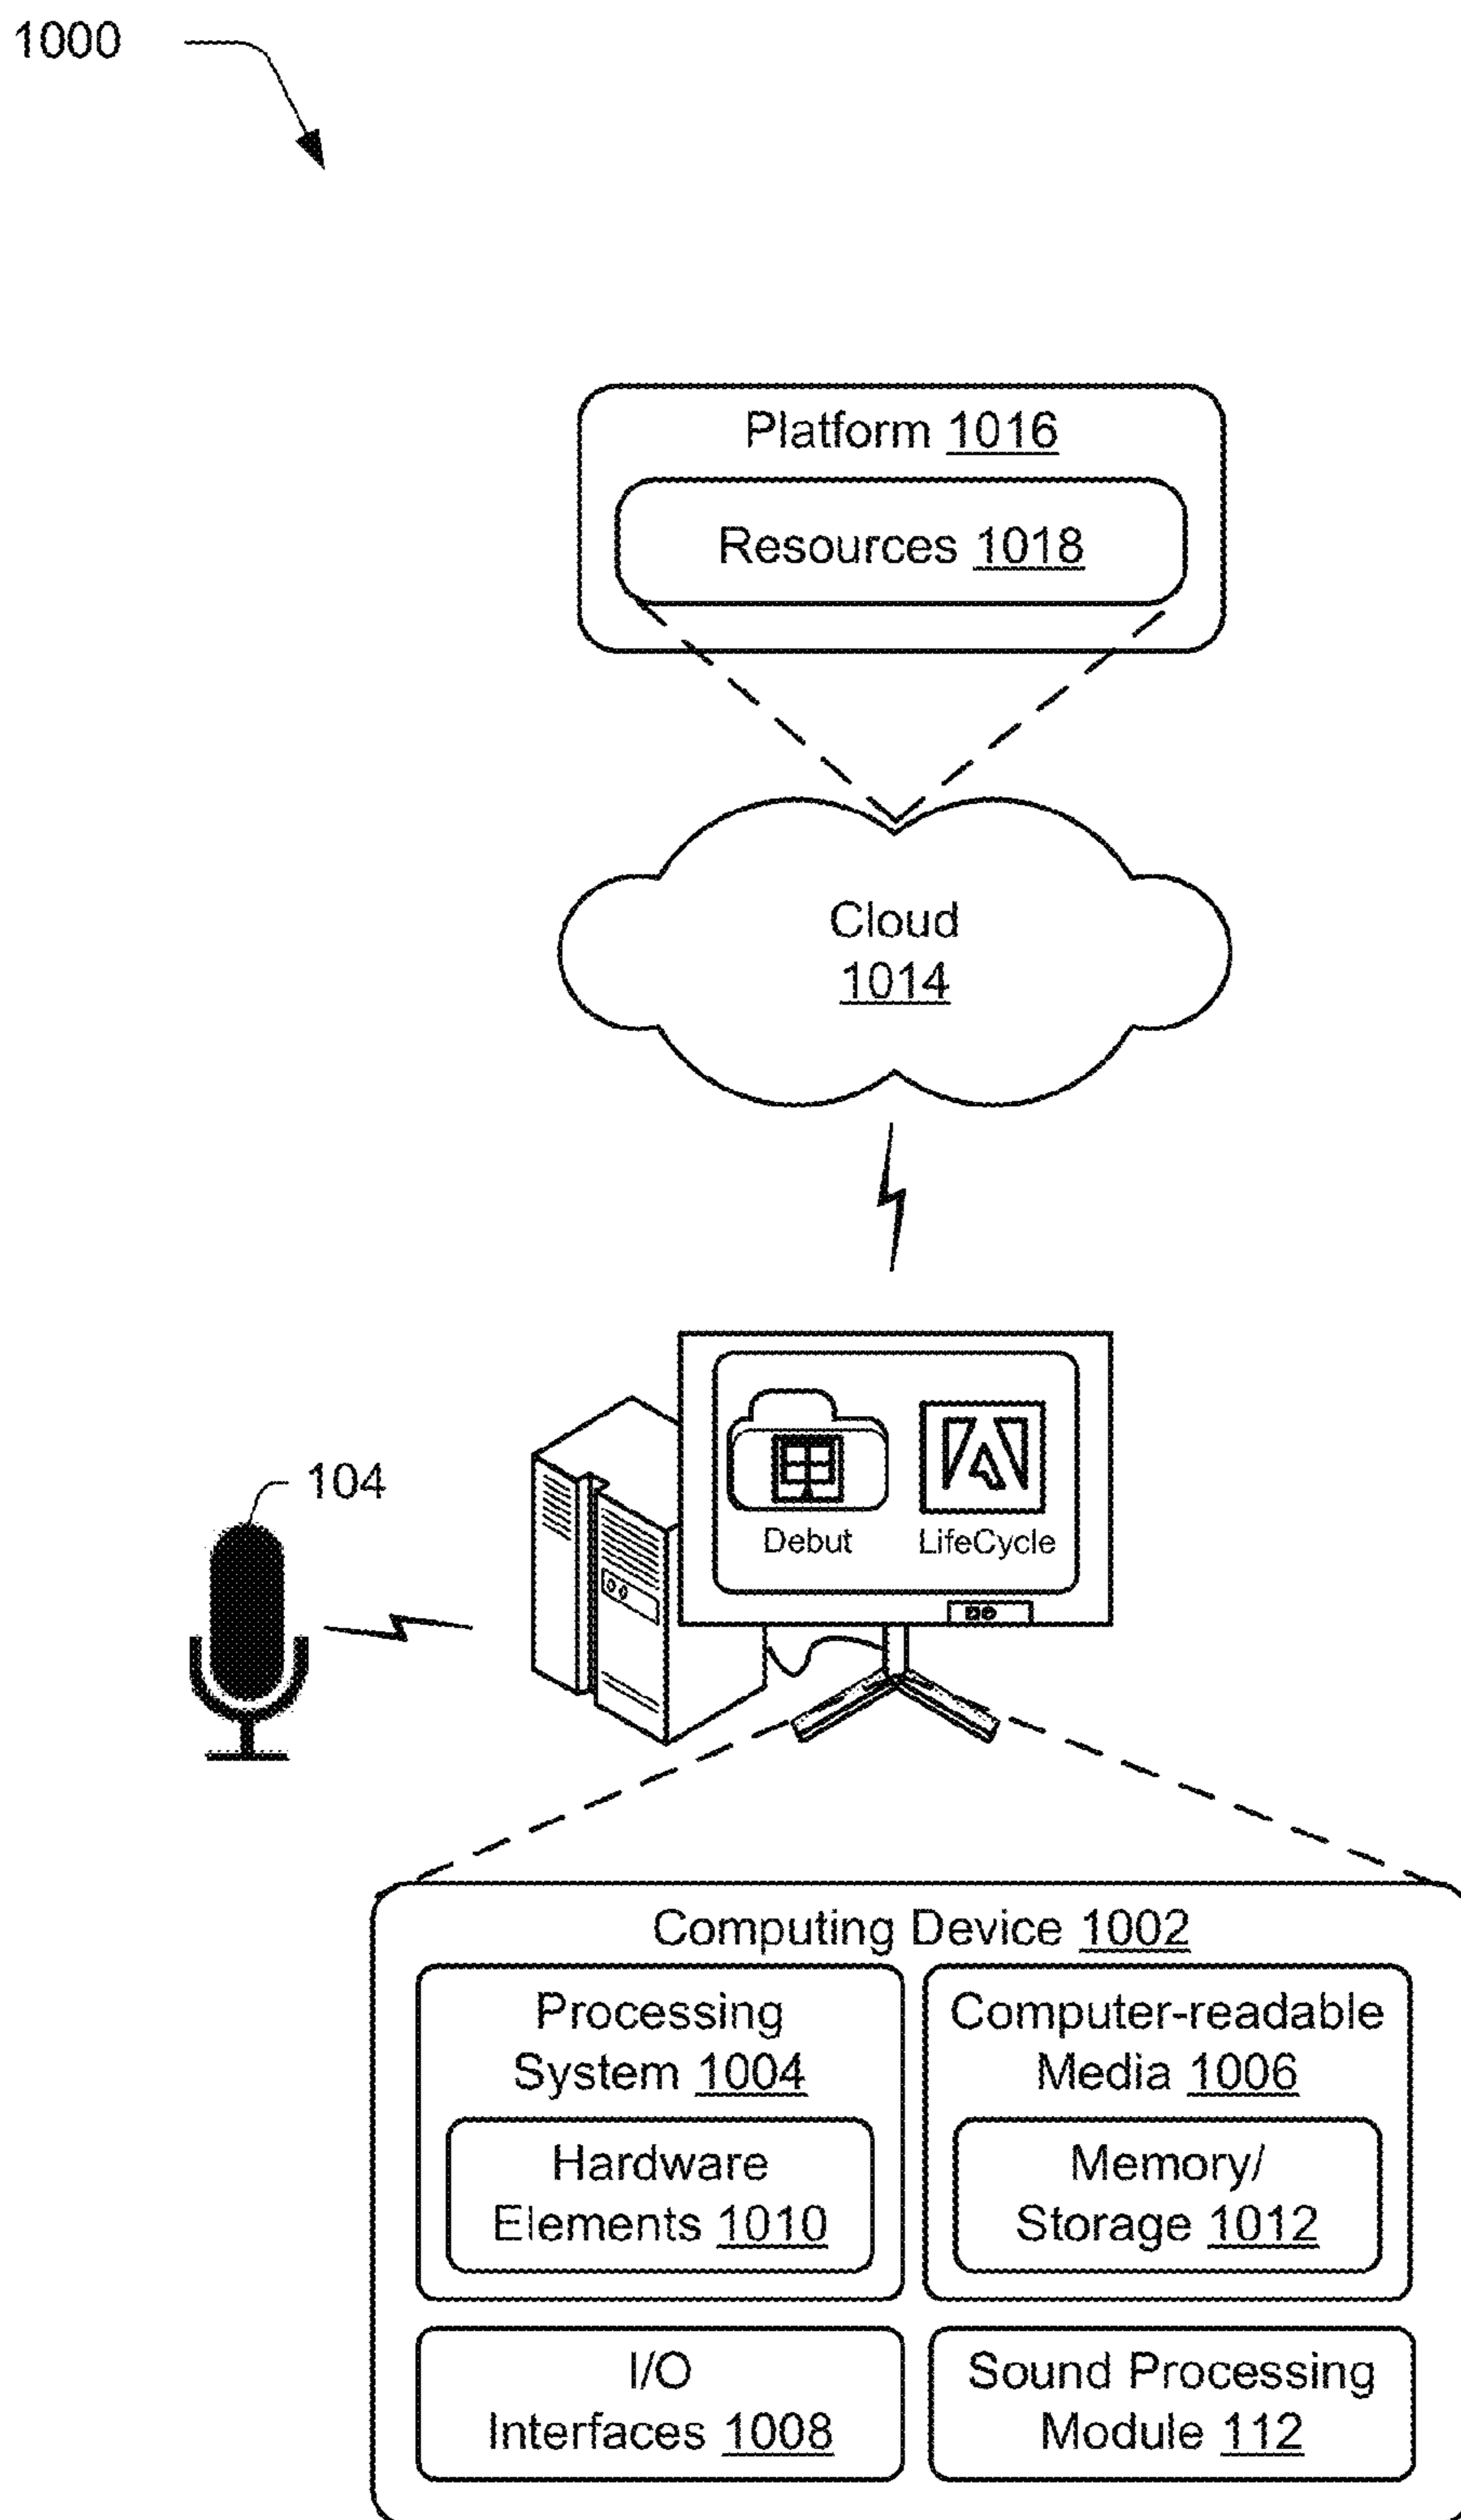 1000
Platform 1016
Resources 1018
Cloud
1014
Debut
LifeCycle
104
Computing Device 1002
Processing
System 1004
Hardware
Elements 1010
Computer-readable
Media 1006
Memory/
Storage 1012
I/O
Interfaces 1008
Sound Processing
Module 112